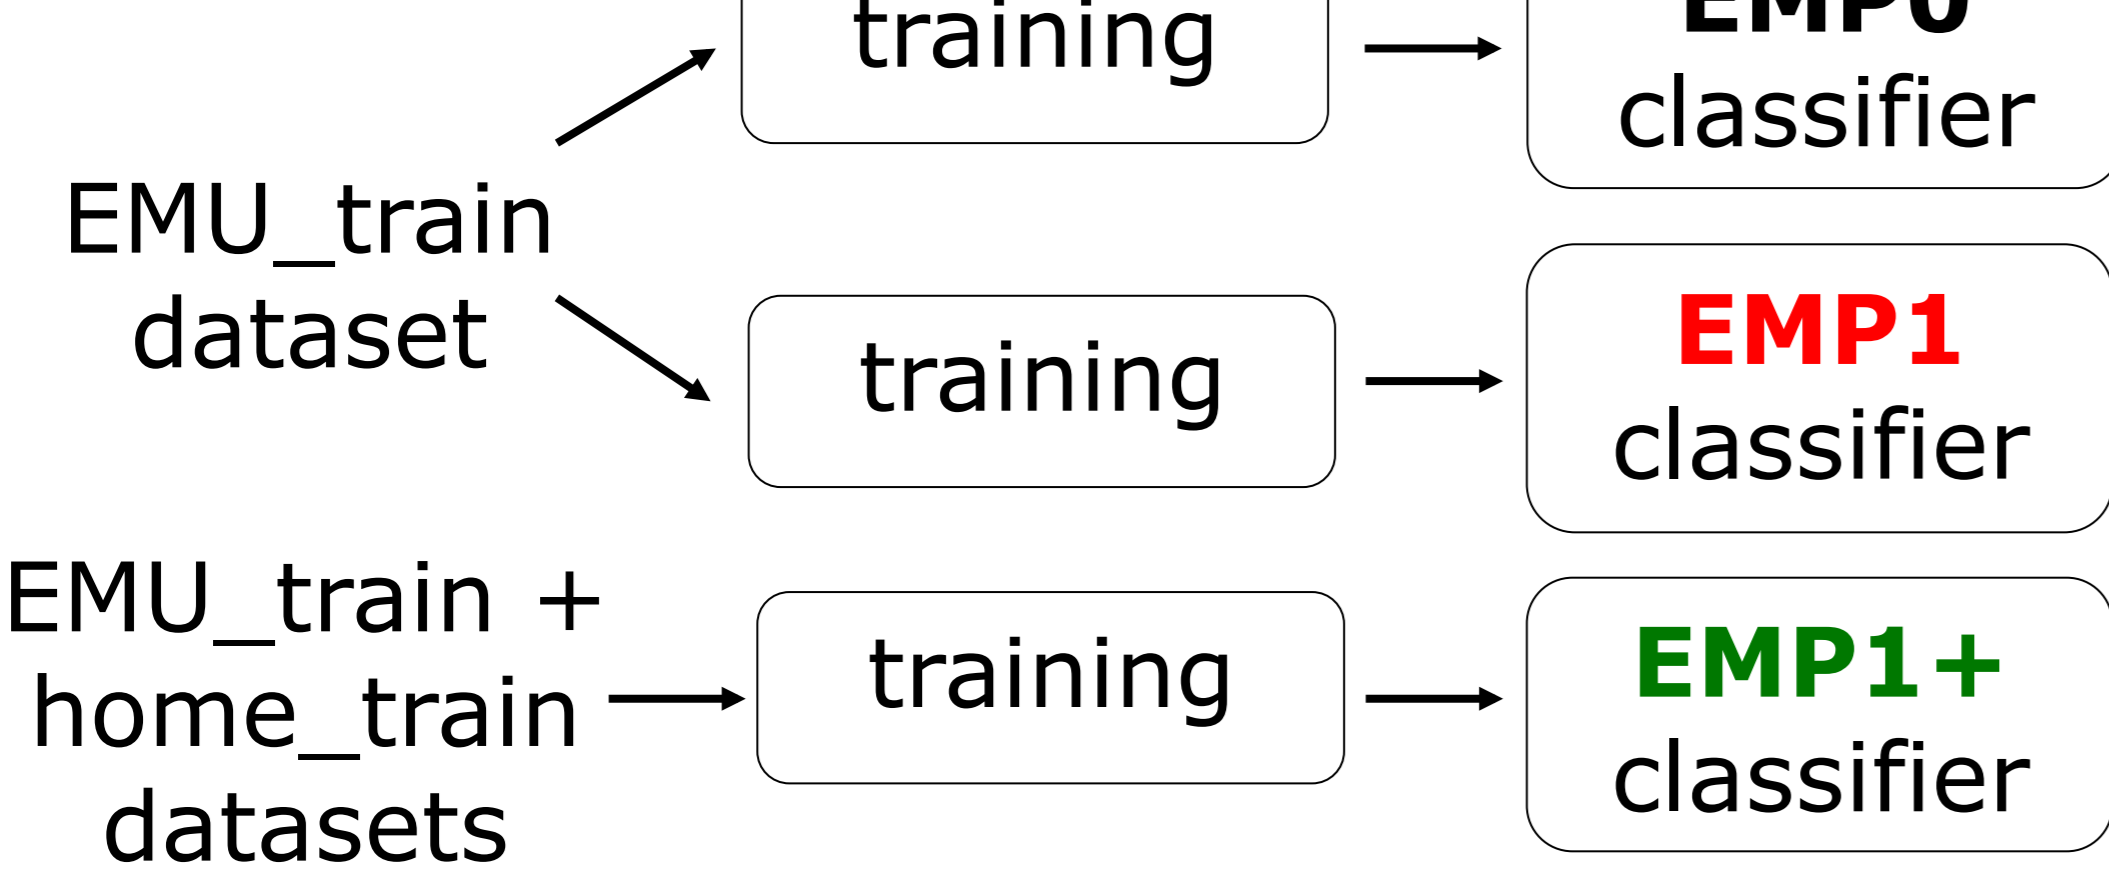 training
EMP0
classifier
EMU_train
dataset
training
EMP1
classifier
EMU_train +
home_train
datasets
training
EMP1+
classifier